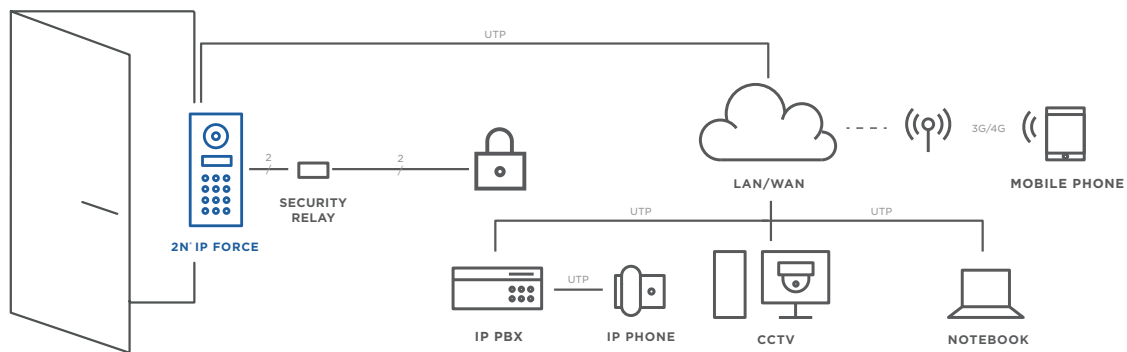 UTP
2
2
3G/4G
SECURITY
RELAY
LAN/WAN
MOBILE PHONE
UTP
UTP
2N® IP FORCE
UTP
IP PBX
IP PHONE
CCTV
NOTEBOOK